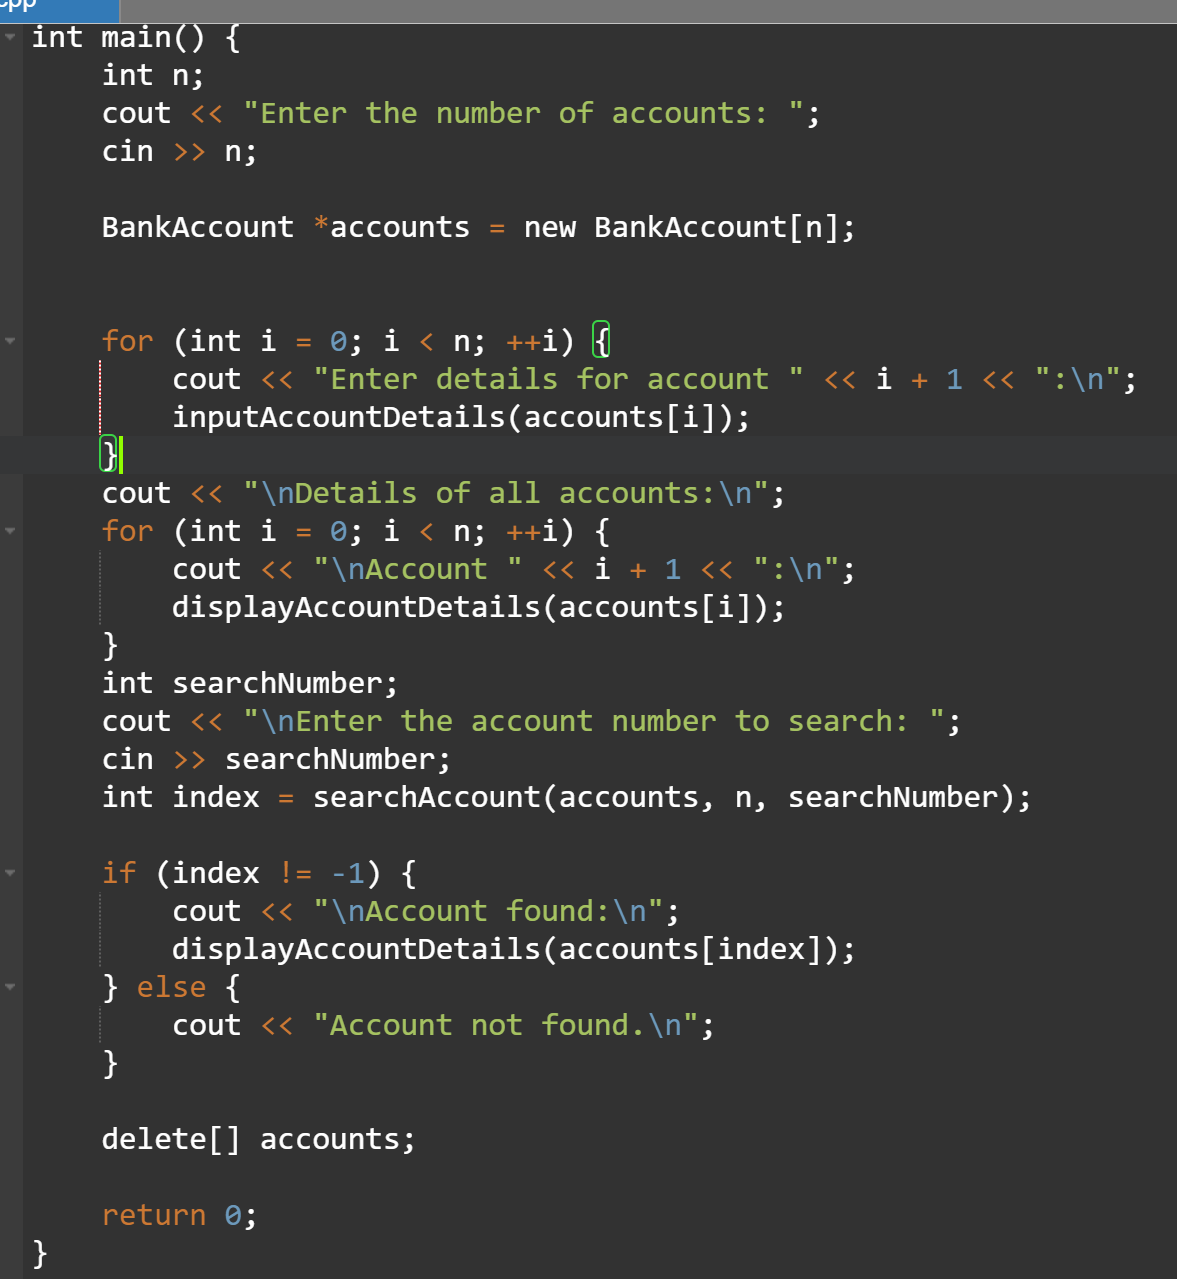 cpp
int main() {
    int n;
    cout << "Enter the number of accounts: ";
    cin >> n;

    BankAccount *accounts = new BankAccount[n];


    for (int i = 0; i < n; ++i) {
        cout << "Enter details for account " << i + 1 << ":\n";
        inputAccountDetails(accounts[i]);
    }
    cout << "\nDetails of all accounts:\n";
    for (int i = 0; i < n; ++i) {
        cout << "\nAccount " << i + 1 << ":\n";
        displayAccountDetails(accounts[i]);
    }
    int searchNumber;
    cout << "\nEnter the account number to search: ";
    cin >> searchNumber;
    int index = searchAccount(accounts, n, searchNumber);

    if (index != -1) {
        cout << "\nAccount found:\n";
        displayAccountDetails(accounts[index]);
    } else {
        cout << "Account not found.\n";
    }

    delete[] accounts;

    return 0;
}